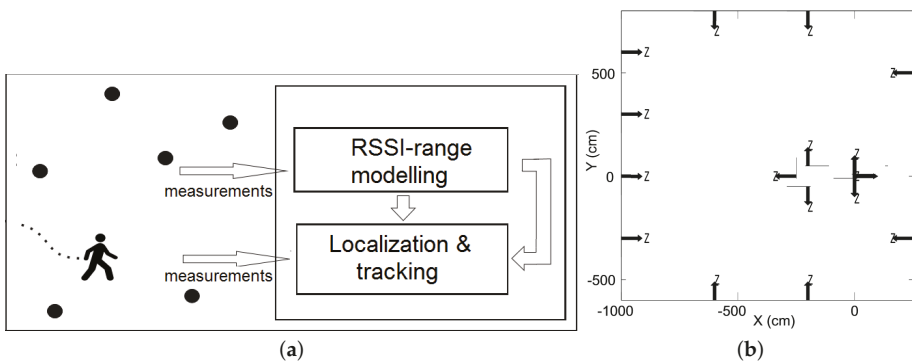 RSSI-range
modelling
measurements
Localization &
tracking
measurements
(a)
Z Z
Z
Z
500
Z
Z
Y (cm)
Z
0
Z
Z
Z
Z
Z
Z
-500
Z Z
-1000
-500
0
X (cm)
(b)